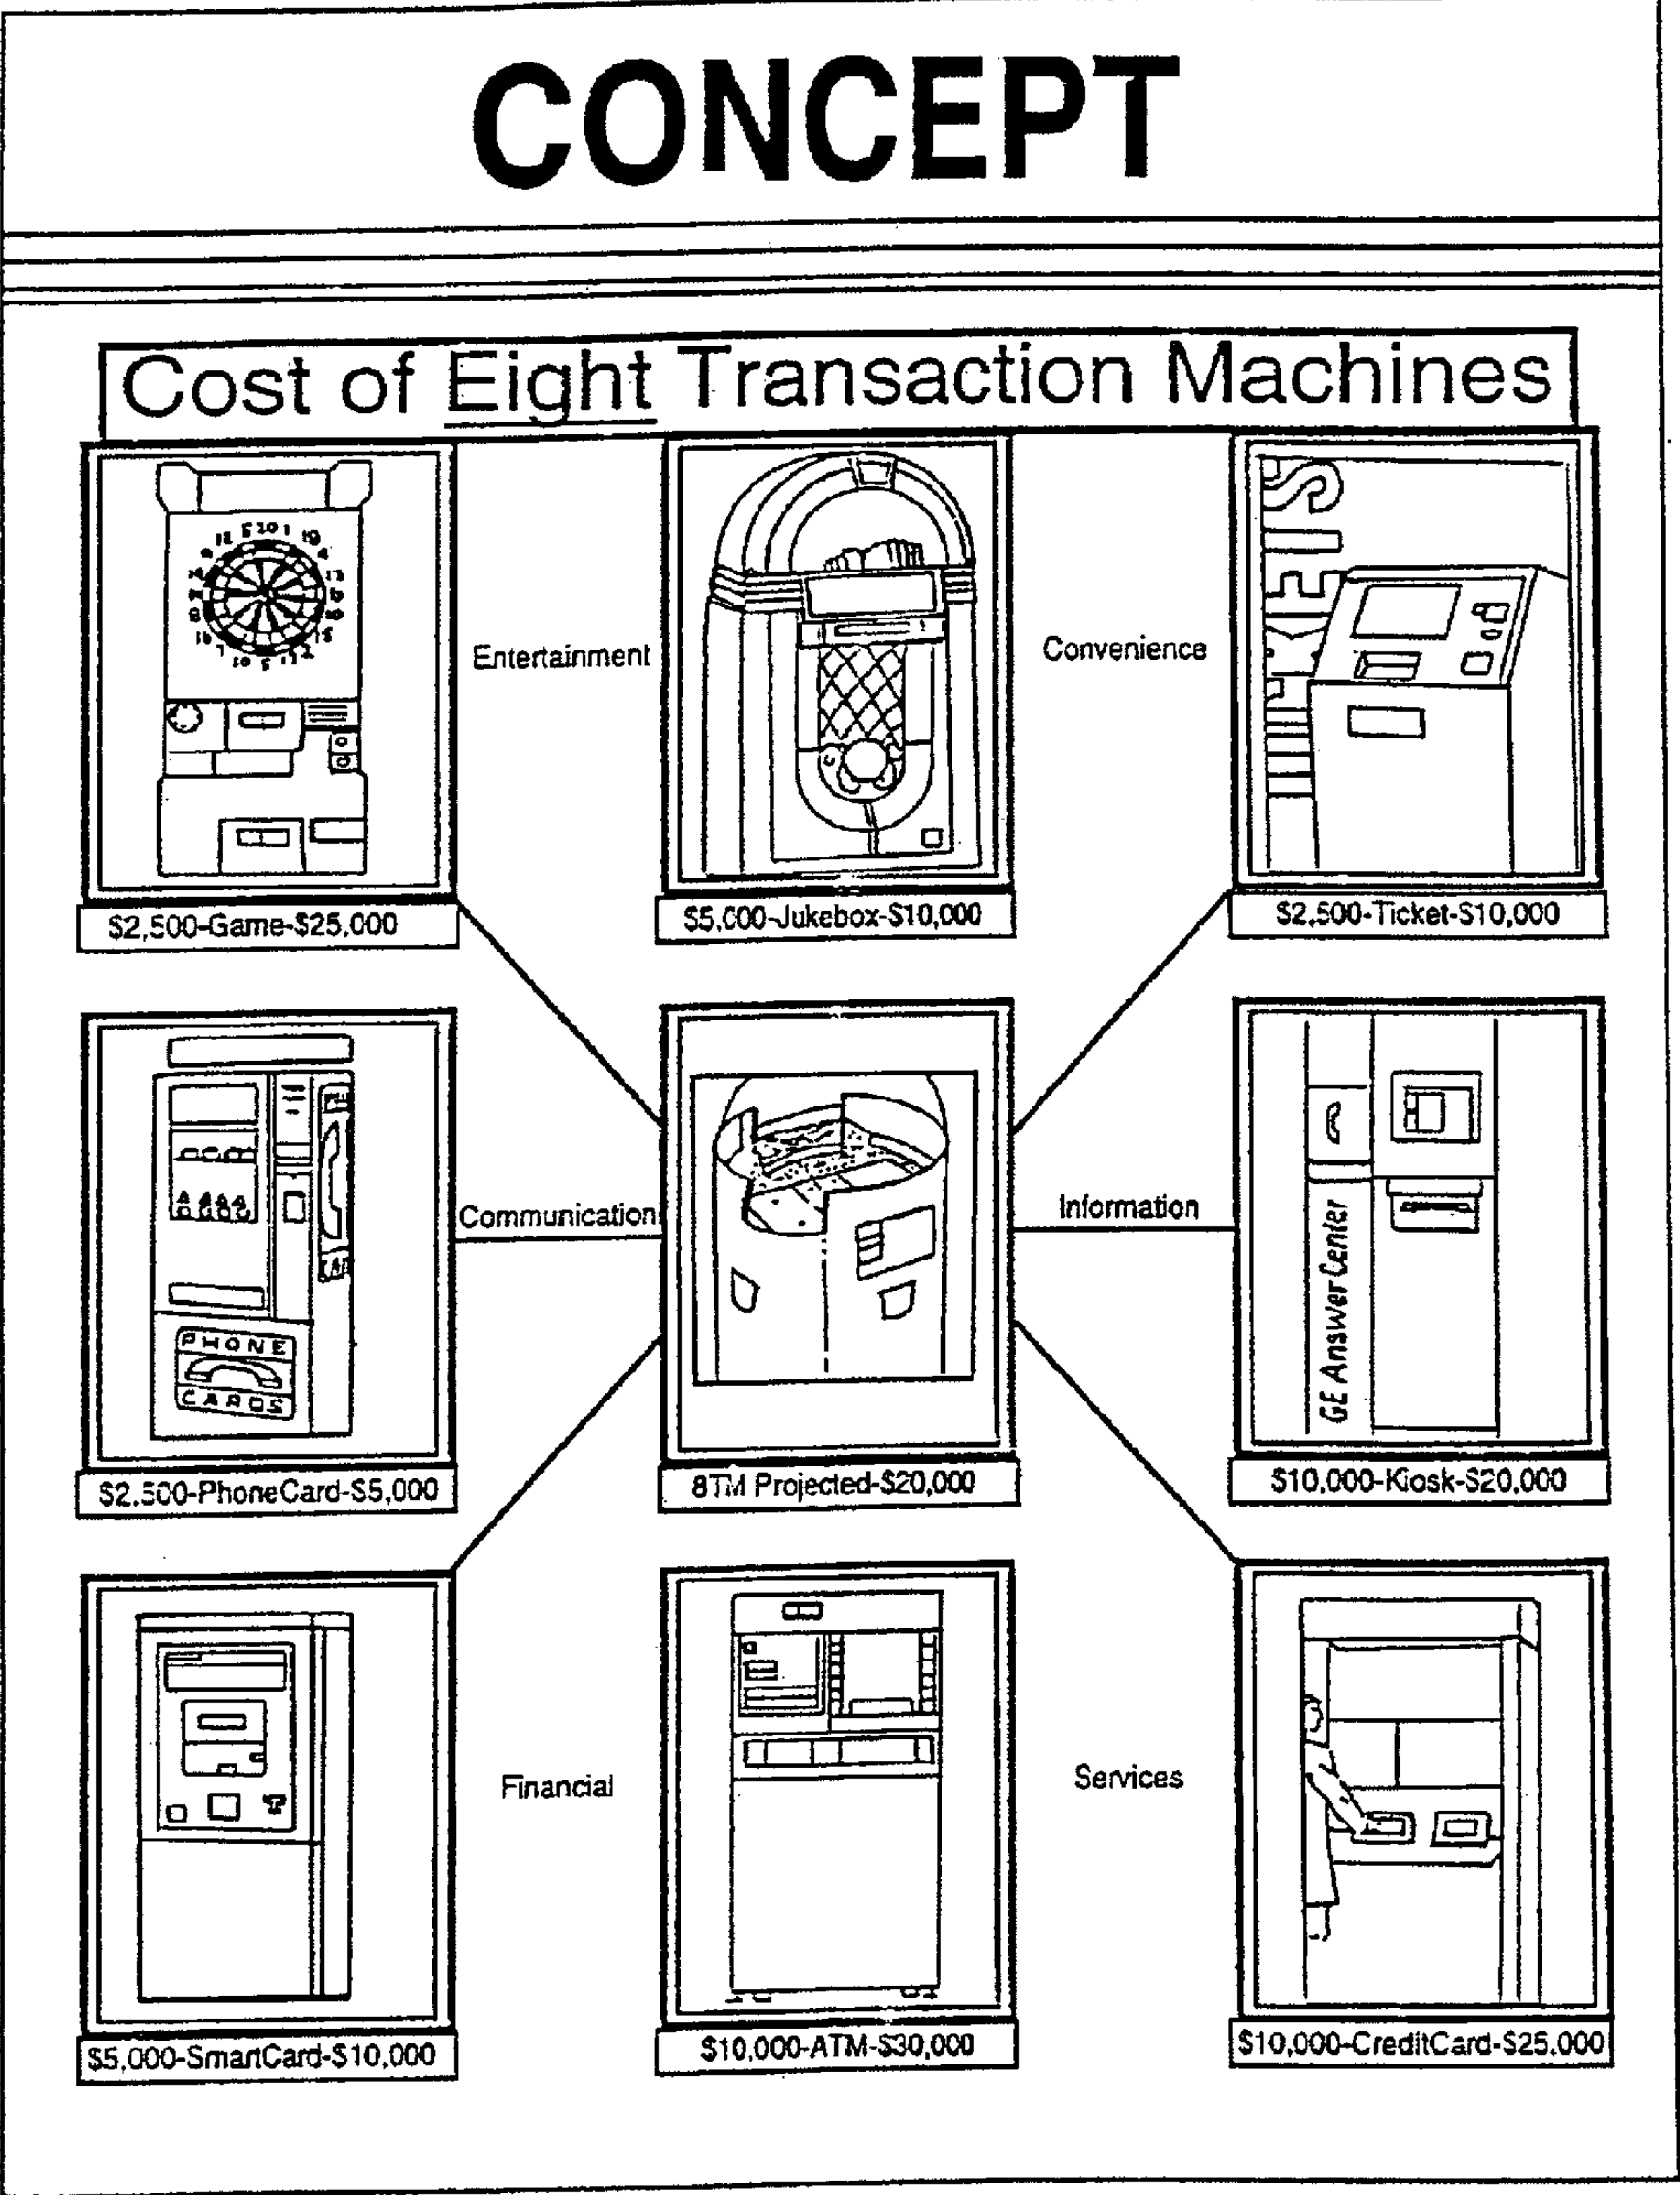 CONCEPT
Cost of Eight Transaction Machines
Entertainment
Convenience
TICKETS
$2,500-Game-$25,000
$5,000-Jukebox-$10,000
$2,500-Ticket-$10,000
Communication
Information
GE Answer Center
PHONE
CARDS
$2,500-PhoneCard-$5,000
8TM Projected-$20,000
$10,000-Kiosk-$20,000
Financial
Services
$5,000-SmartCard-$10,000
$10,000-ATM-$30,000
$10,000-CreditCard-$25,000